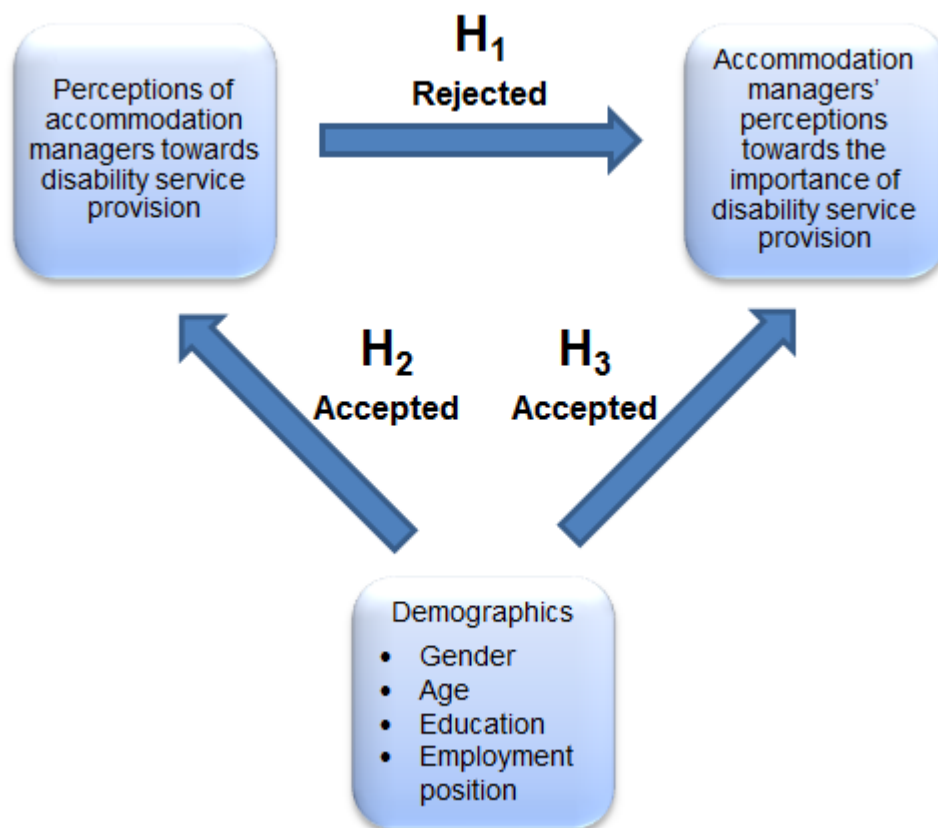 H₁
Rejected
Perceptions of
accommodation
managers towards
disability service
provision
Accommodation
managers’
perceptions
towards the
importance of
disability service
provision
H₂
Accepted
H₃
Accepted
Demographics
• Gender
• Age
• Education
• Employment
position